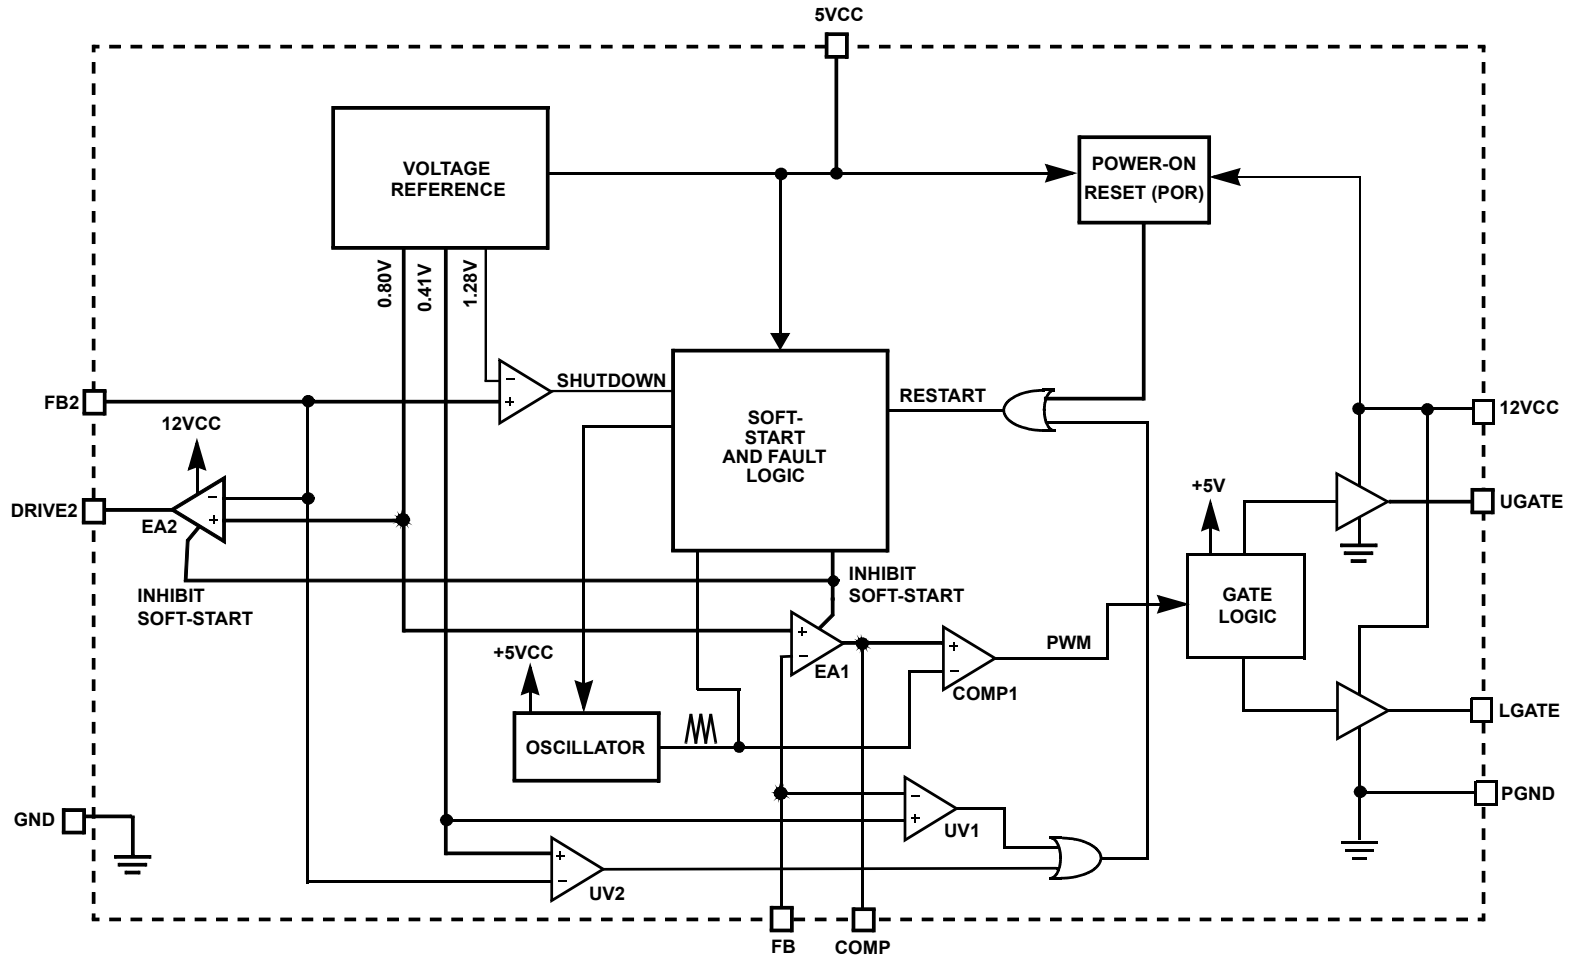 5VCC
VOLTAGE
REFERENCE
POWER-ON
RESET (POR)
0.80V
0.41V
1.28V
SHUTDOWN
RESTART
FB2
12VCC
12VCC
SOFT-
START
AND FAULT
LOGIC
-
+
DRIVE2
EA2
-
+
+5V
UGATE
INHIBIT
SOFT-START
INHIBIT
SOFT-START
GATE
LOGIC
+
-
EA1
+
-
COMP1
PWM
+5VCC
OSCILLATOR
LGATE
PGND
GND
-
+
UV1
+
-
UV2
FB
COMP